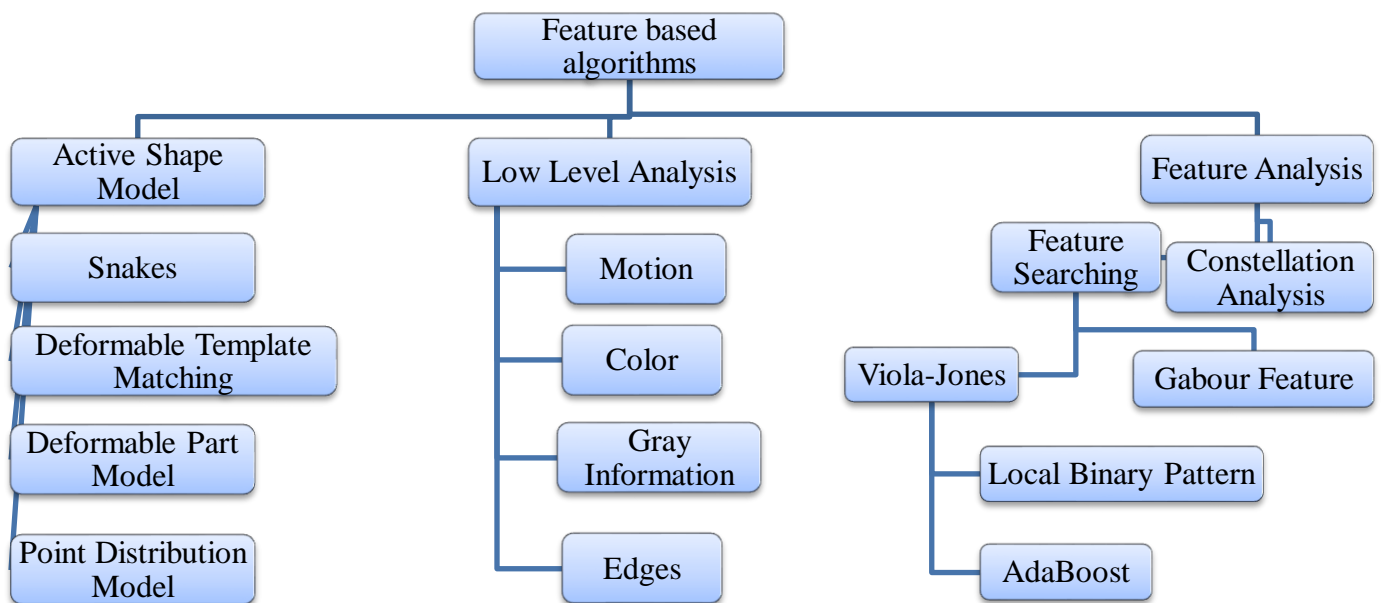 Feature based
algorithms
Active Shape
Model
Snakes
Deformable Template
Matching
Deformable Part
Model
Point Distribution
Model
Low Level Analysis
Motion
Color
Gray
Information
Edges
Feature Analysis
Feature
Searching
Constellation
Analysis
Viola-Jones
Gabour Feature
Local Binary Pattern
AdaBoost